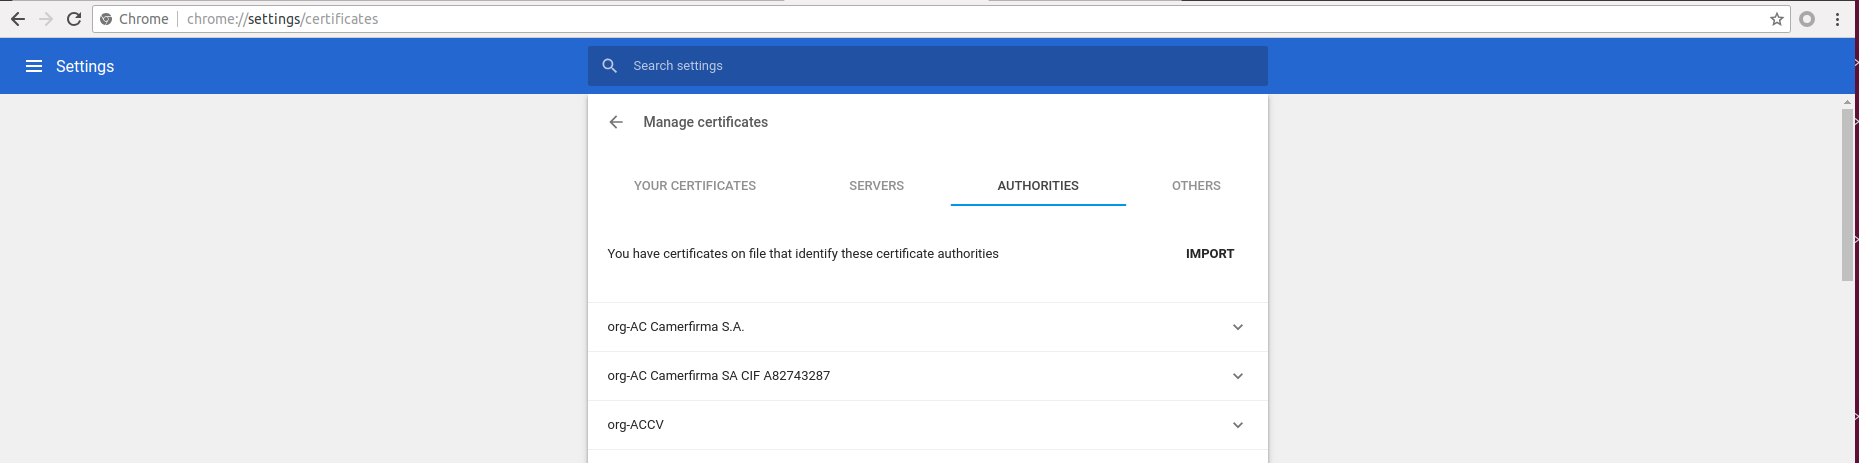 Chrome chrome://settings/certificates
Settings
Search settings
Manage certificates
YOUR CERTIFICATES SERVERS AUTHORITIES OTHERS
You have certificates on file that identify these certificate authorities IMPORT
org-AC Camerfirma S.A.
org-AC Camerfirma SA CIF A82743287
org-ACCV